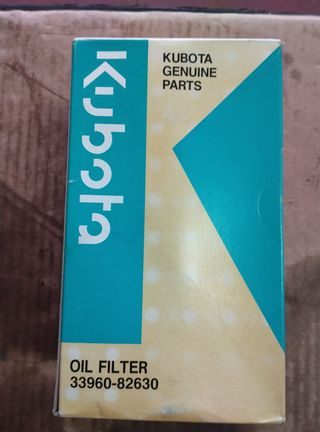 Kubota
KUBOTA
GENUINE
PARTS
OIL FILTER
33960-82630